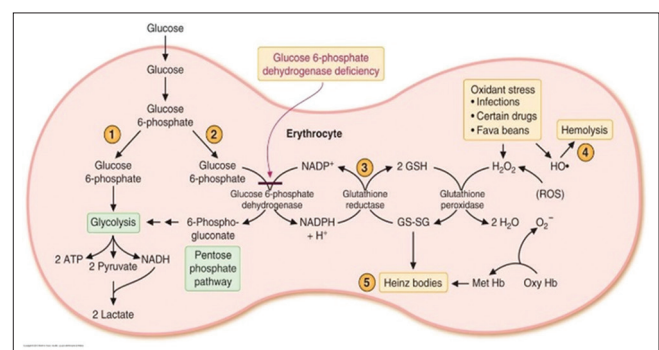 Glucose
Glucose
Glucose
6-phosphate
1
2
Glucose
6-phosphate
Glucose
6-phosphate
Glycolysis
2 ATP
2 Pyruvate
NADH
2 Lactate
6-Phospho-
gluconate
Pentose
phosphate
pathway
Glucose 6-phosphate
dehydrogenase deficiency
Erythrocyte
Glucose 6-phosphate
dehydrogenase
NADP⁺
NADPH
+ H⁺
3
Glutathione
reductase
2 GSH
GS-SG
Glutathione
peroxidase
H₂O₂
2 H₂O
Oxidant stress
• Infections
• Certain drugs
• Fava beans
Hemolysis
4
HO•
(ROS)
O₂⁻
5
Heinz bodies
Met Hb
Oxy Hb